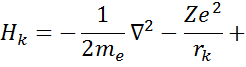 H_k = -\frac{1}{2m_e} \nabla^2 - \frac{Ze^2}{r_k} +